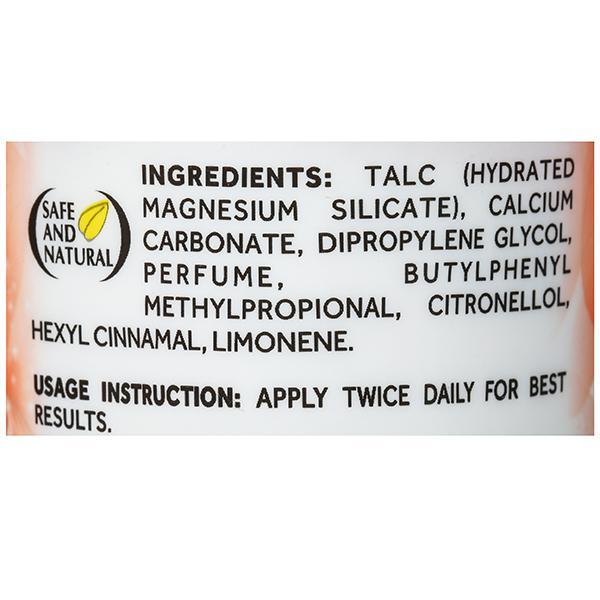 SAFE
AND
NATURAL
INGREDIENTS: TALC (HYDRATED
MAGNESIUM SILICATE), CALCIUM
CARBONATE, DIPROPYLENE GLYCOL,
PERFUME, BUTYLPHENYL
METHYLPROPIONAL, CITRONELLOL,
HEXYL CINNAMAL, LIMONENE.
USAGE INSTRUCTION: APPLY TWICE DAILY FOR BEST
RESULTS.